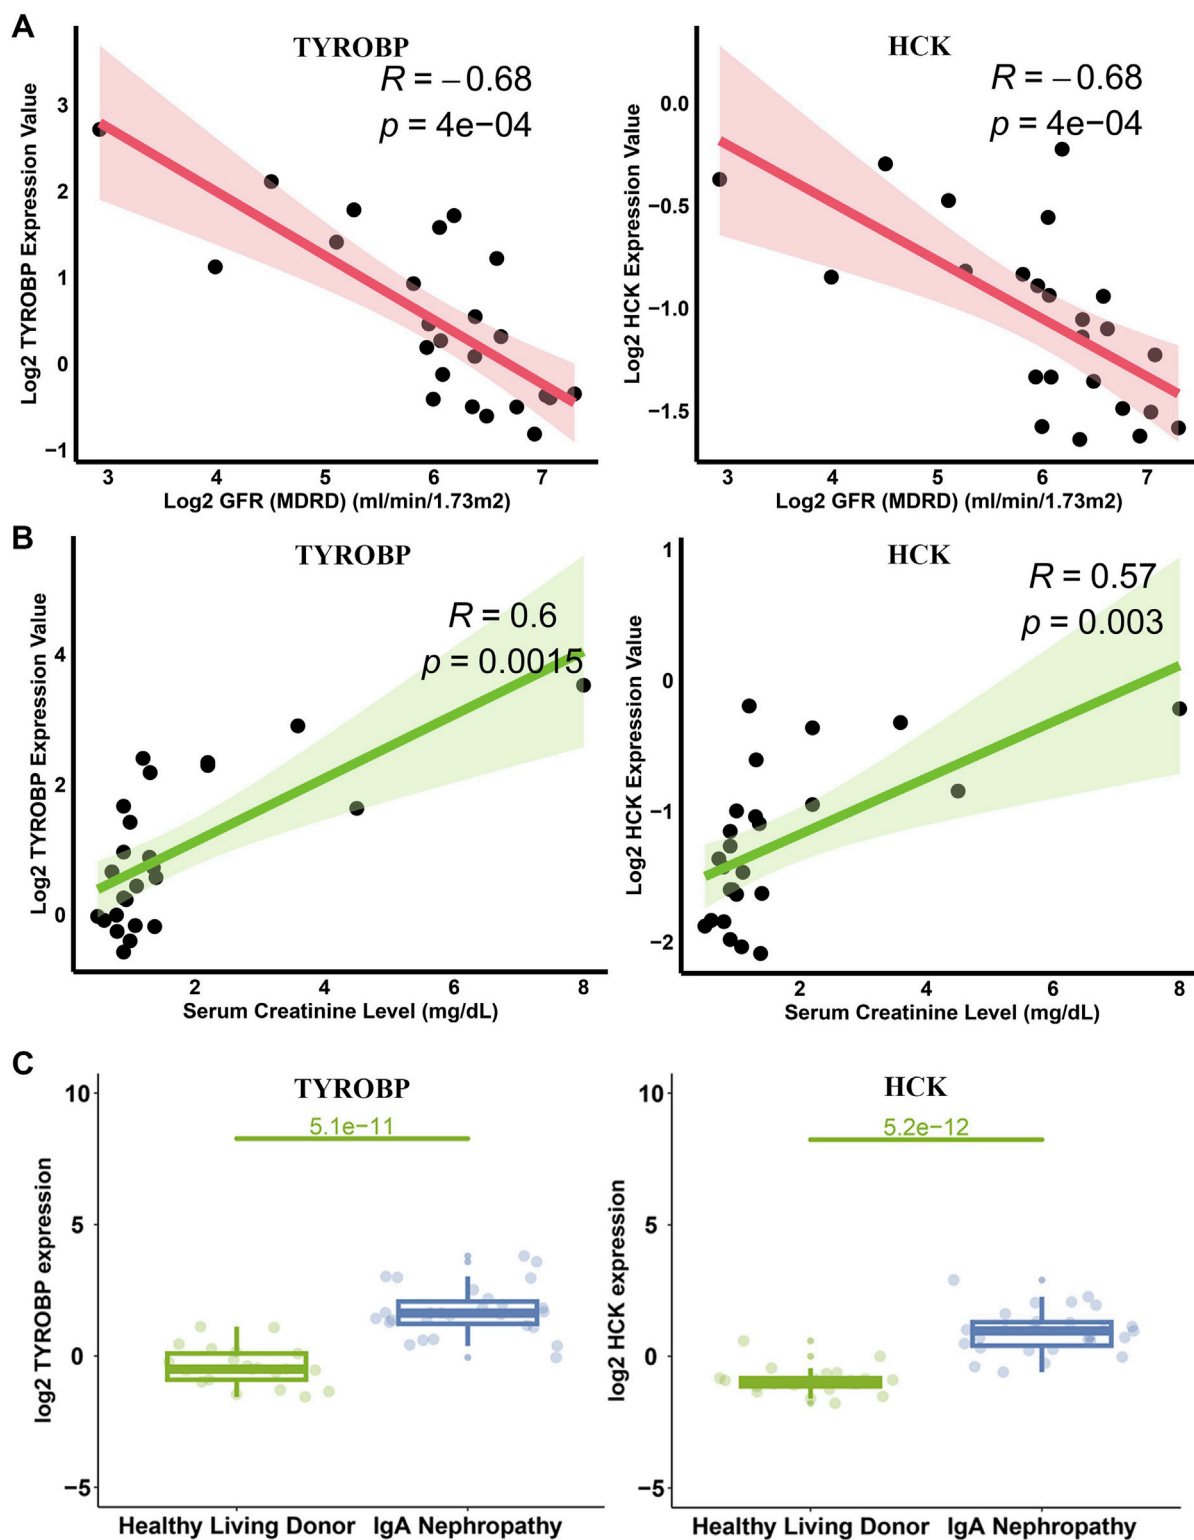 A
TYROBP
R = −0.68
p = 4e−04
Log2 TYROBP Expression Value
3
2
1
0
−1
3 4 5 6 7
Log2 GFR (MDRD) (ml/min/1.73m2)
HCK
R = −0.68
p = 4e−04
Log2 HCK Expression Value
0.0
−0.5
−1.0
−1.5
3 4 5 6 7
Log2 GFR (MDRD) (ml/min/1.73m2)
B
TYROBP
R = 0.6
p = 0.0015
Log2 TYROBP Expression Value
4
2
0
2 4 6 8
Serum Creatinine Level (mg/dL)
HCK
R = 0.57
p = 0.003
Log2 HCK Expression Value
1
0
−1
−2
2 4 6 8
Serum Creatinine Level (mg/dL)
C
TYROBP
5.1e−11
log2 TYROBP expression
10
5
0
−5
Healthy Living Donor IgA Nephropathy
HCK
5.2e−12
log2 HCK expression
10
5
0
−5
Healthy Living Donor IgA Nephropathy